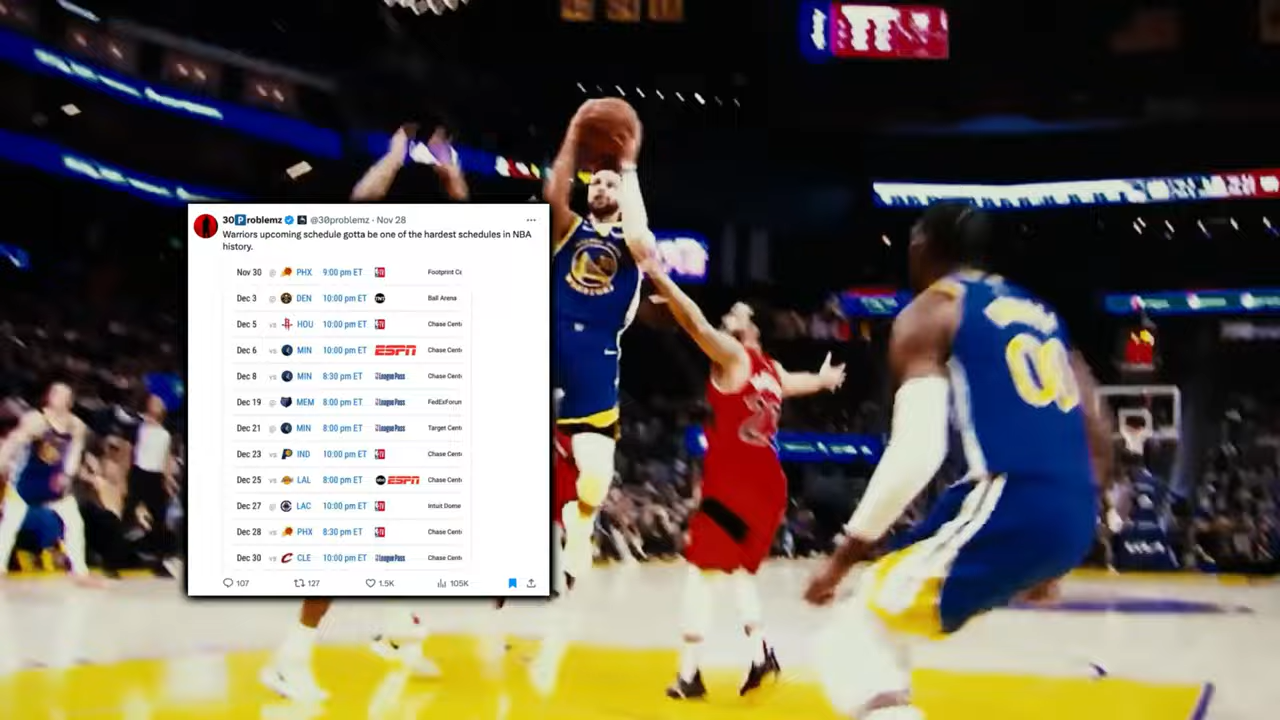 30Problemz @30problemz · Nov 28
Warriors upcoming schedule gotta be one of the hardest schedules in NBA
history.
Nov 30 @ PHX 9:00 pm ET Footprint Ce
Dec 3 @ DEN 10:00 pm ET TNT Ball Arena
Dec 5 vs HOU 10:00 pm ET Chase Cent
Dec 6 vs MIN 10:00 pm ET ESPN Chase Cent
Dec 8 vs MIN 8:30 pm ET League Pass Chase Cent
Dec 19 @ MEM 8:00 pm ET League Pass FedExForun
Dec 21 @ MIN 8:00 pm ET League Pass Target Cent
Dec 23 vs IND 10:00 pm ET Chase Cent
Dec 25 vs LAL 8:00 pm ET abc ESPN Chase Cent
Dec 27 @ LAC 10:00 pm ET Intuit Dome
Dec 28 vs PHX 8:30 pm ET Chase Cent
Dec 30 vs CLE 10:00 pm ET League Pass Chase Cent
107 127 1.5K 105K
WARRIORS
00